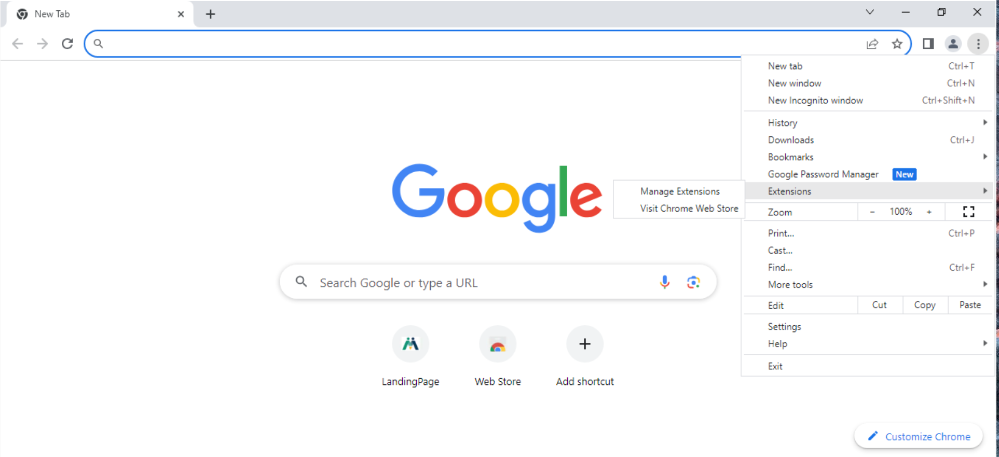 New Tab
New tab Ctrl+T
New window Ctrl+N
New Incognito window Ctrl+Shift+N
History
Downloads Ctrl+J
Bookmarks
Google Password Manager New
Extensions
Manage Extensions
Visit Chrome Web Store
Zoom - 100% +
Print... Ctrl+P
Cast...
Find... Ctrl+F
More tools
Edit Cut Copy Paste
Settings
Help
Exit
Google
Search Google or type a URL
LandingPage Web Store Add shortcut
Customize Chrome